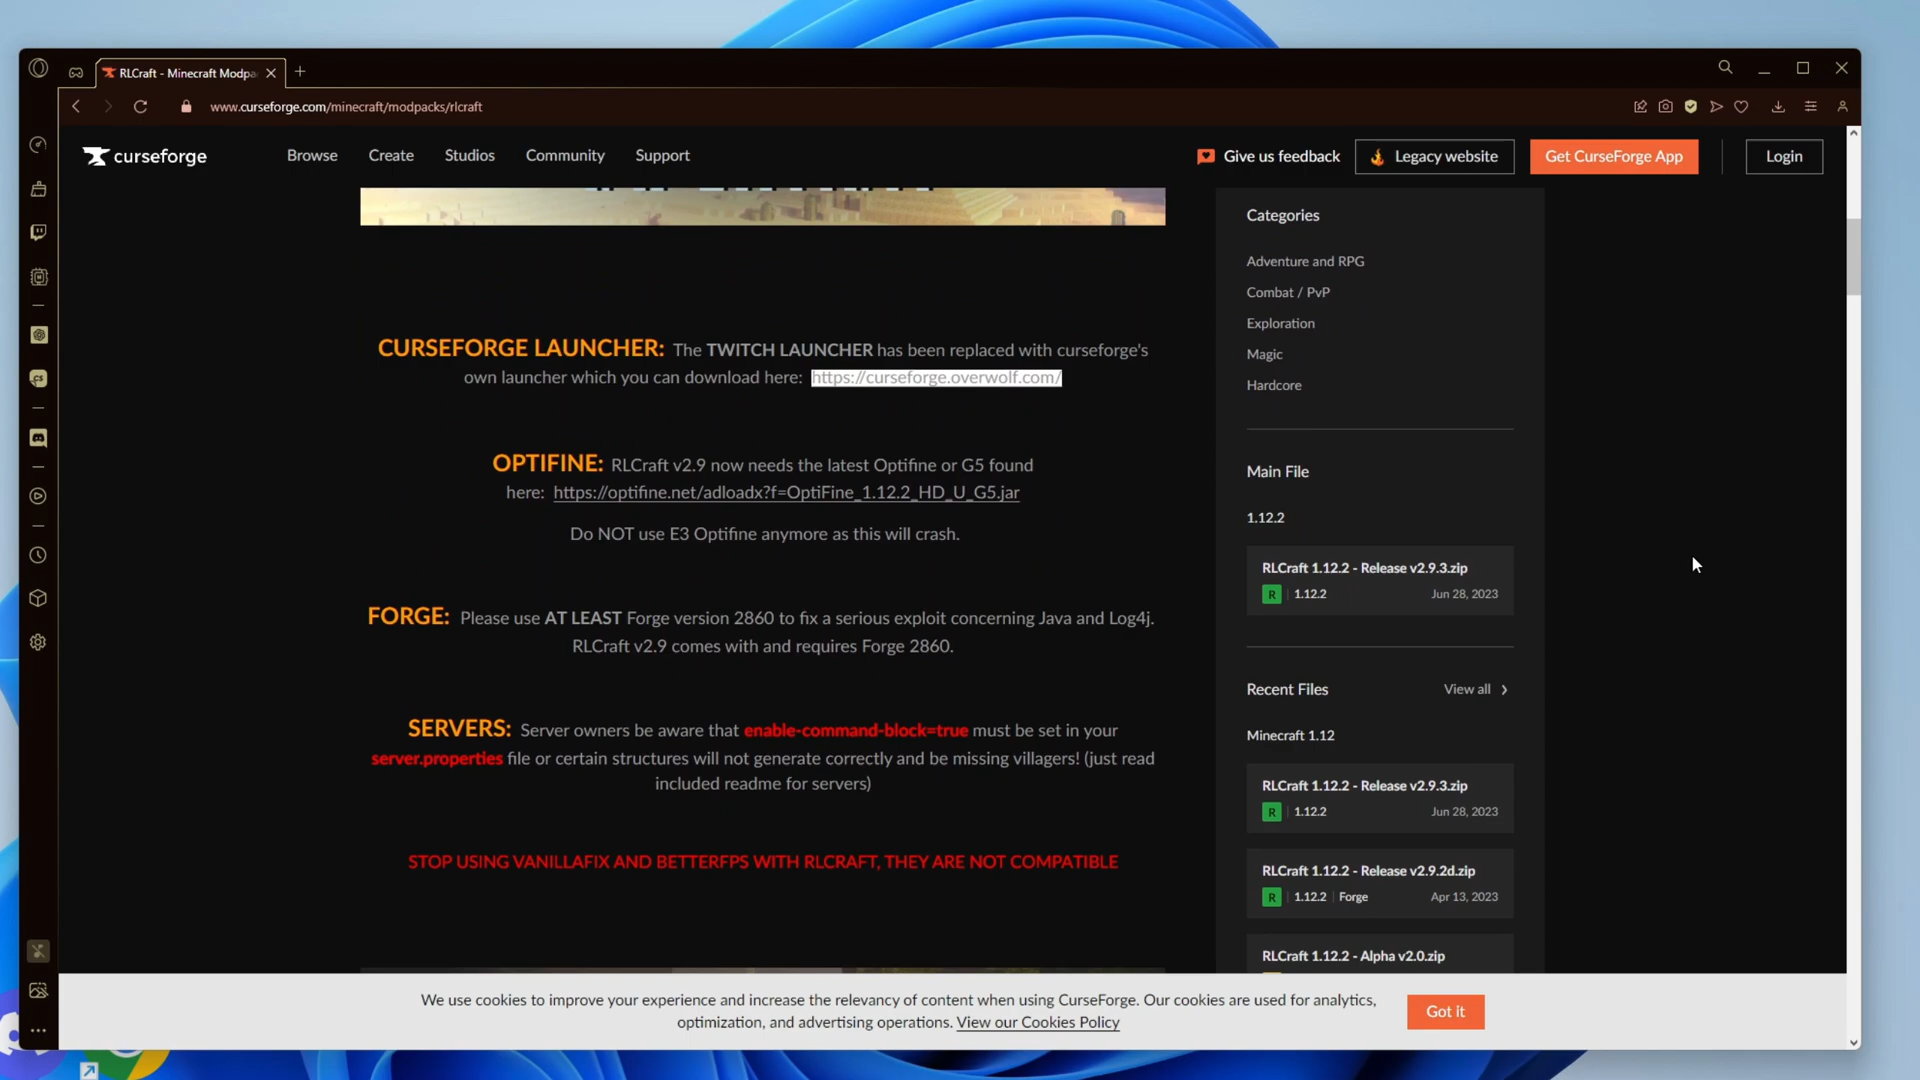 RLCraft - Minecraft Modpa
www.curseforge.com/minecraft/modpacks/rlcraft
curseforge
Browse
Create
Studios
Community
Support
Give us feedback
Legacy website
Get CurseForge App
Login
CURSEFORGE LAUNCHER: The TWITCH LAUNCHER has been replaced with curseforge's
own launcher which you can download here: https://curseforge.overwolf.com/
OPTIFINE: RLCraft v2.9 now needs the latest Optifine or G5 found
here: https://optifine.net/adloadx?f=OptiFine_1.12.2_HD_U_G5.jar
Do NOT use E3 Optifine anymore as this will crash.
FORGE: Please use AT LEAST Forge version 2860 to fix a serious exploit concerning Java and Log4j.
RLCraft v2.9 comes with and requires Forge 2860.
SERVERS: Server owners be aware that enable-command-block=true must be set in your
server.properties file or certain structures will not generate correctly and be missing villagers! (just read
included readme for servers)
STOP USING VANILLAFIX AND BETTERFPS WITH RLCRAFT, THEY ARE NOT COMPATIBLE
Categories
Adventure and RPG
Combat / PvP
Exploration
Magic
Hardcore
Main File
1.12.2
RLCraft 1.12.2 - Release v2.9.3.zip
R 1.12.2 Jun 28, 2023
Recent Files View all
Minecraft 1.12
RLCraft 1.12.2 - Release v2.9.3.zip
R 1.12.2 Jun 28, 2023
RLCraft 1.12.2 - Release v2.9.2d.zip
R 1.12.2 Forge Apr 13, 2023
RLCraft 1.12.2 - Alpha v2.0.zip
We use cookies to improve your experience and increase the relevancy of content when using CurseForge. Our cookies are used for analytics,
optimization, and advertising operations. View our Cookies Policy
Got it